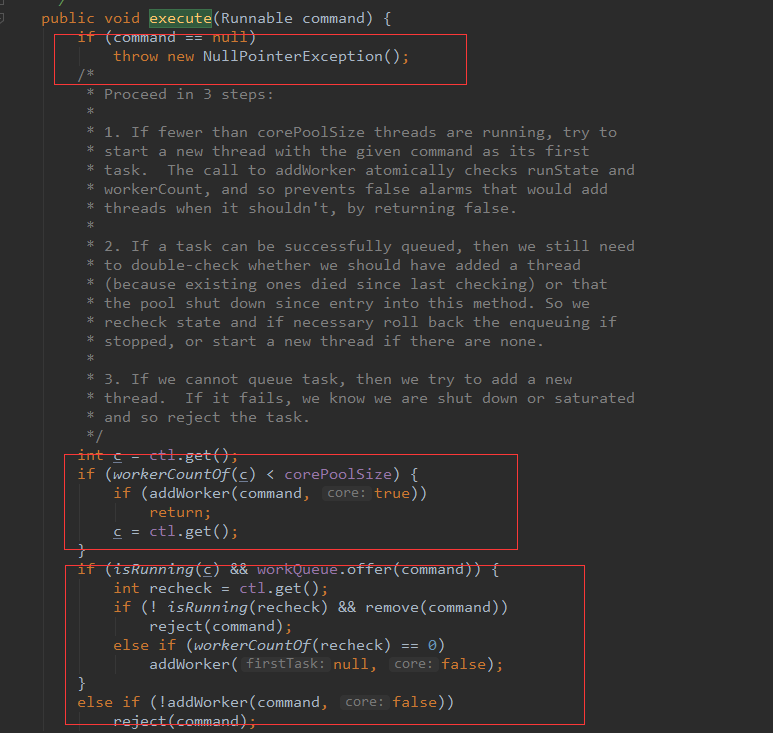 */
public void execute(Runnable command) {
if (command == null)
throw new NullPointerException();
/*
* Proceed in 3 steps:
*
* 1. If fewer than corePoolSize threads are running, try to
* start a new thread with the given command as its first
* task.  The call to addWorker atomically checks runState and
* workerCount, and so prevents false alarms that would add
* threads when it shouldn't, by returning false.
*
* 2. If a task can be successfully queued, then we still need
* to double-check whether we should have added a thread
* (because existing ones died since last checking) or that
* the pool shut down since entry into this method. So we
* recheck state and if necessary roll back the enqueuing if
* stopped, or start a new thread if there are none.
*
* 3. If we cannot queue task, then we try to add a new
* thread.  If it fails, we know we are shut down or saturated
* and so reject the task.
*/
int c = ctl.get();
if (workerCountOf(c) < corePoolSize) {
if (addWorker(command, core: true))
return;
c = ctl.get();
}
if (isRunning(c) && workQueue.offer(command)) {
int recheck = ctl.get();
if (! isRunning(recheck) && remove(command))
reject(command);
else if (workerCountOf(recheck) == 0)
addWorker( firstTask: null, core: false);
}
else if (!addWorker(command, core: false))
reject(command);